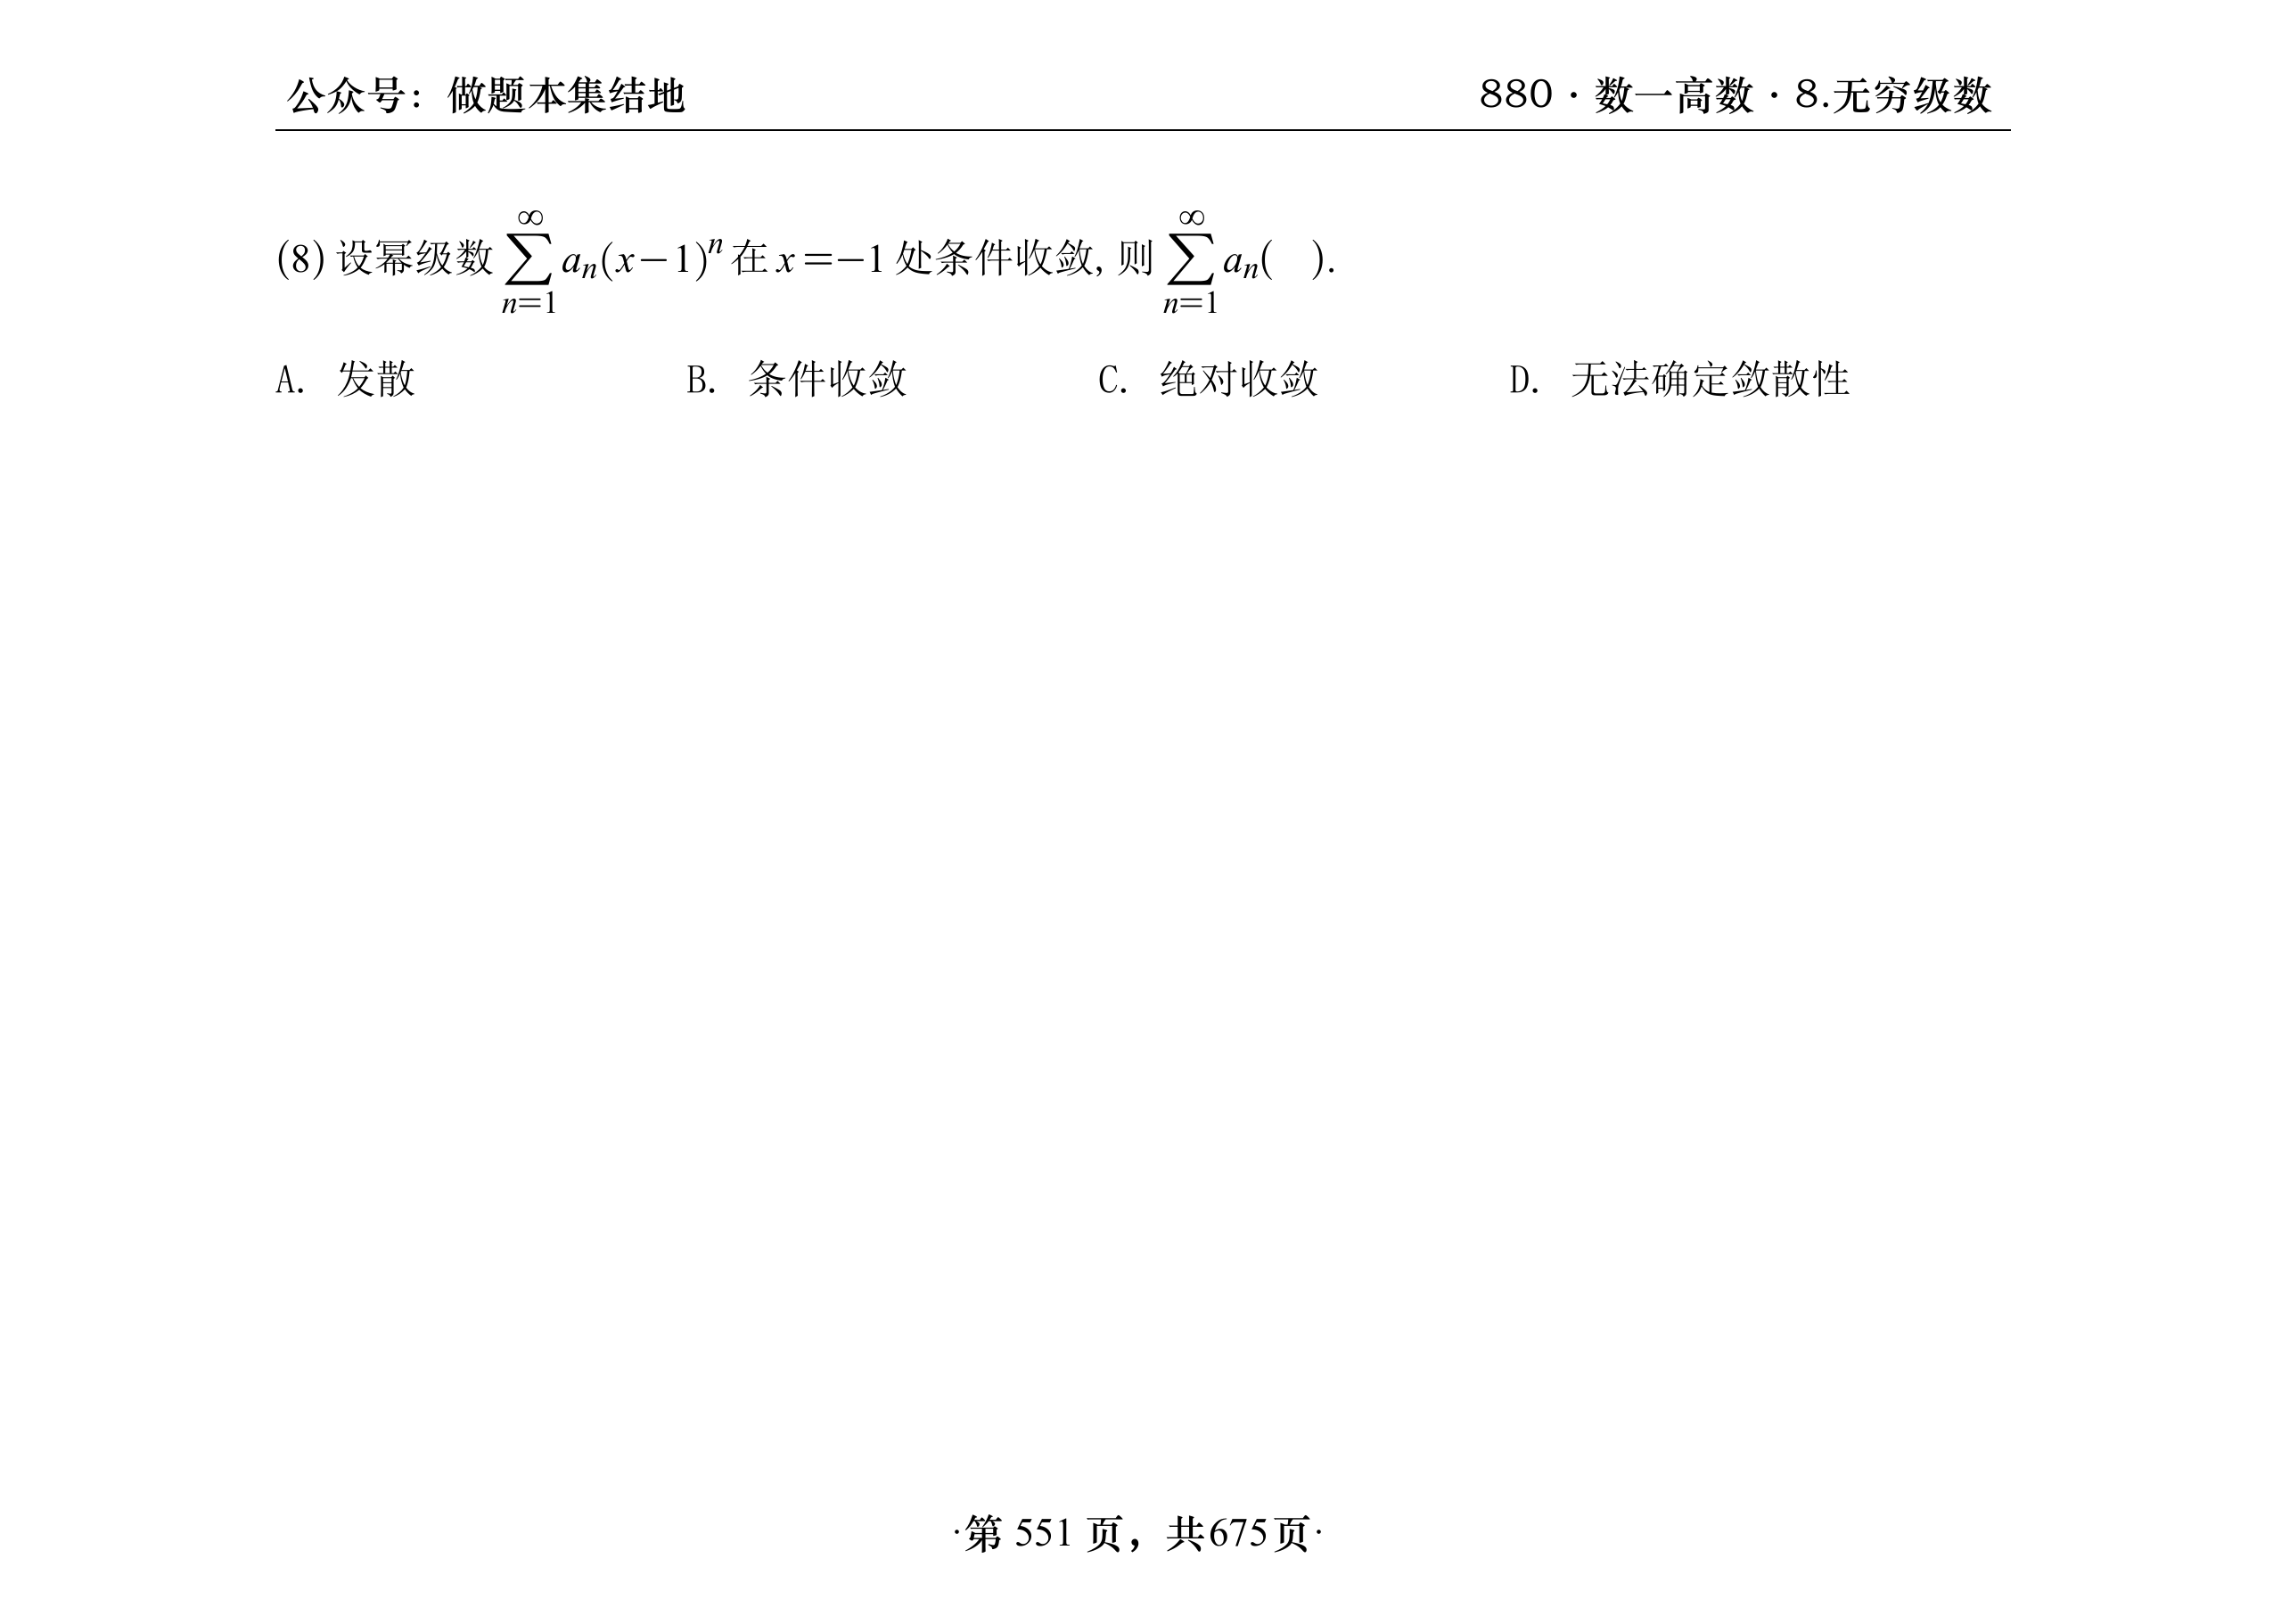 公众号：做题本集结地
880·数一高数·8.无穷级数
(8) 设幂级数 $\sum_{n=1}^{\infty} a_n(x-1)^n$ 在 $x=-1$ 处条件收敛, 则 $\sum_{n=1}^{\infty} a_n$(   ).
A. 发散 B. 条件收敛 C. 绝对收敛 D. 无法确定敛散性
·第 551 页，共675页·